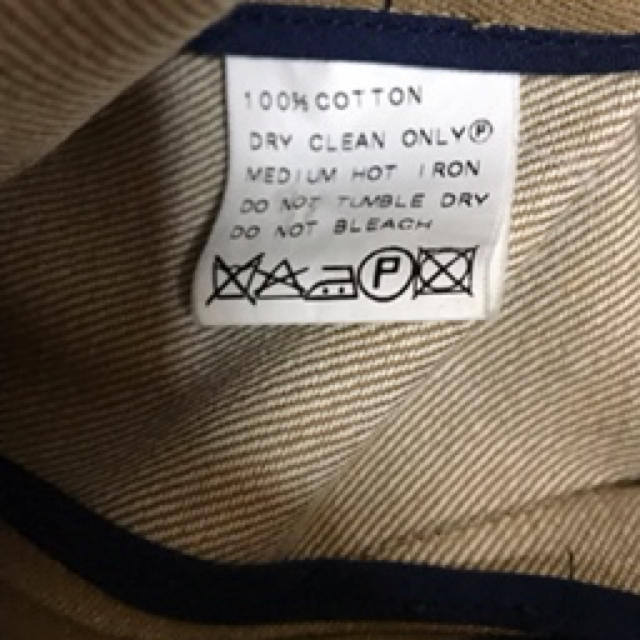 100% COTTON
DRY CLEAN ONLY Ⓟ
MEDIUM HOT IRON
DO NOT TUMBLE DRY
DO NOT BLEACH
P